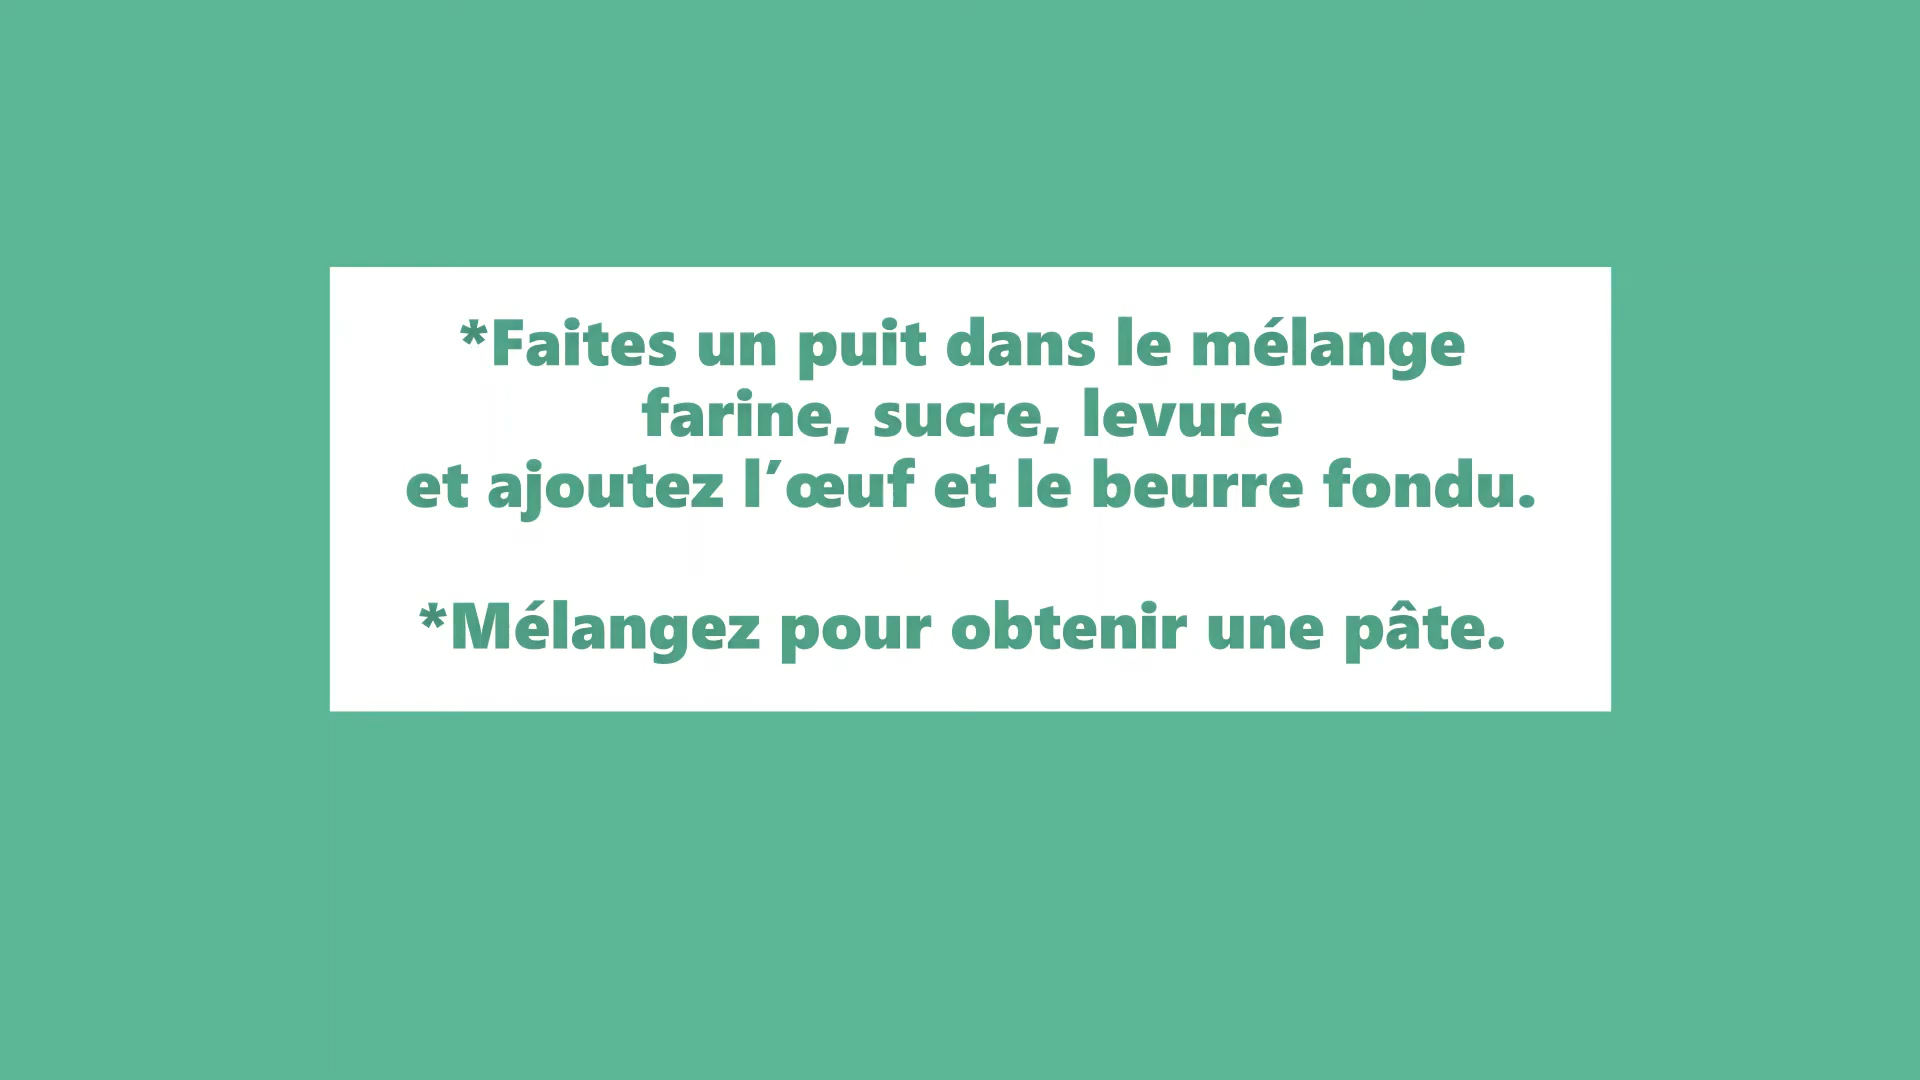 *Faites un puit dans le mélange
farine, sucre, levure
et ajoutez l’œuf et le beurre fondu.
*Mélangez pour obtenir une pâte.